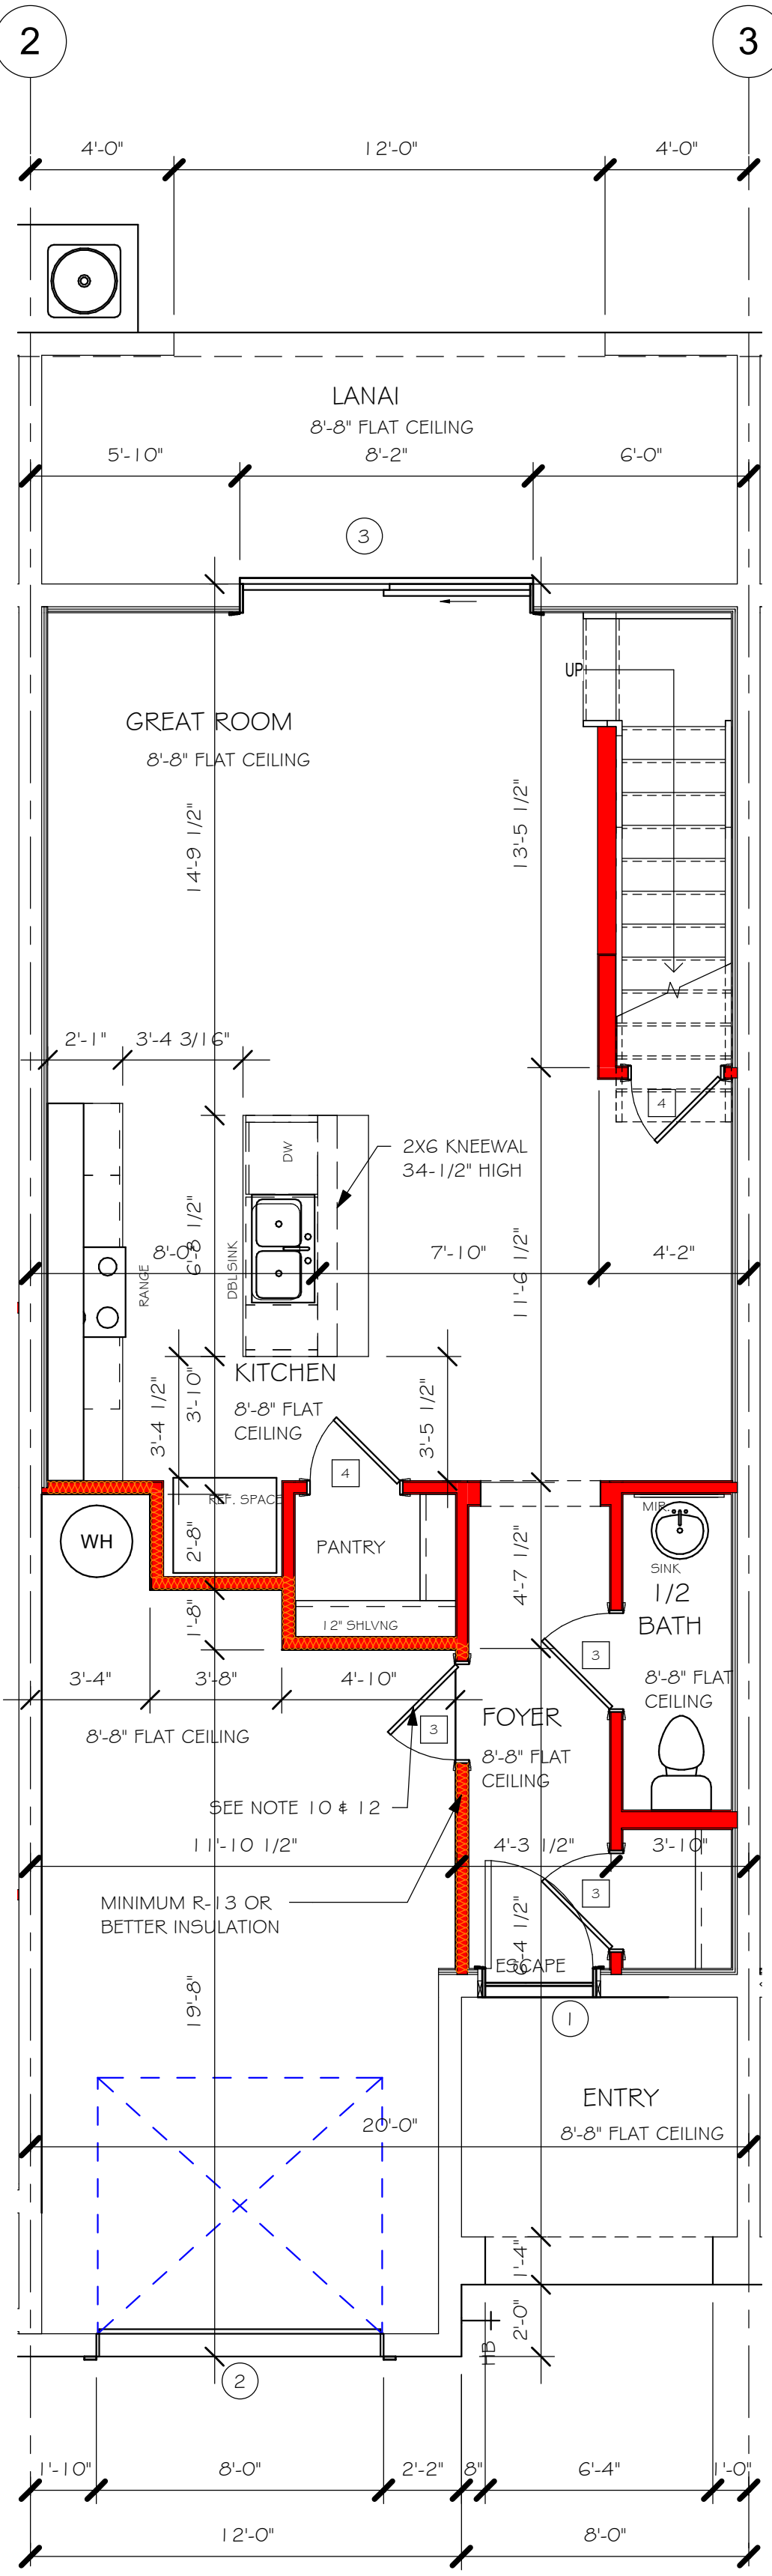 2
3
4'-0"
12'-0"
4'-0"
LANAI
8'-8" FLAT CEILING
5'-10"
8'-2"
6'-0"
3
UP
GREAT ROOM
8'-8" FLAT CEILING
14'-9 1/2"
13'-5 1/2"
2'-1"
3'-4 3/16"
4
DW
2X6 KNEEWAL
34-1/2" HIGH
8'-0"
6'-8 1/2"
7'-10"
4'-2"
RANGE
DBL SINK
11'-6 1/2"
KITCHEN
8'-8" FLAT
CEILING
3'-4 1/2"
3'-10"
3'-5 1/2"
4
REF. SPACE
MIR.
WH
2'-8"
PANTRY
SINK
4'-7 1/2"
1/2
BATH
1'-8"
12" SHLVNG
3
3'-4"
3'-8"
4'-10"
8'-8" FLAT
CEILING
8'-8" FLAT CEILING
3
FOYER
8'-8" FLAT
CEILING
SEE NOTE 10 & 12
11'-10 1/2"
4'-3 1/2"
3'-10"
MINIMUM R-13 OR
BETTER INSULATION
3
6'-4 1/2"
ESCAPE
19'-8"
1
ENTRY
20'-0"
8'-8" FLAT CEILING
1'-4"
2'-0"
HB
2
1'-10"
8'-0"
2'-2"
8"
6'-4"
1'-0"
12'-0"
8'-0"